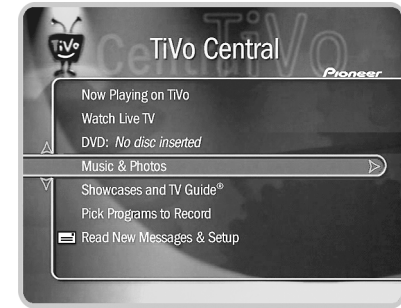 TiVo
TiVo Central
Pioneer
Now Playing on TiVo
Watch Live TV
DVD: No disc inserted
Music & Photos
Showcases and TV Guide®
Pick Programs to Record
Read New Messages & Setup